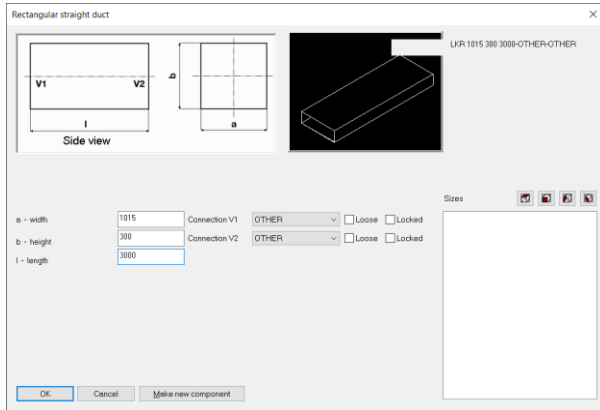 Rectangular straight duct
V1
V2
l
Side view
b
a
LKR 1015 300 3000-OTHER-OTHER
Sizes
a - width 1015 Connection V1 OTHER Loose Locked
b - height 300 Connection V2 OTHER Loose Locked
l - length 3000
OK Cancel Make new component